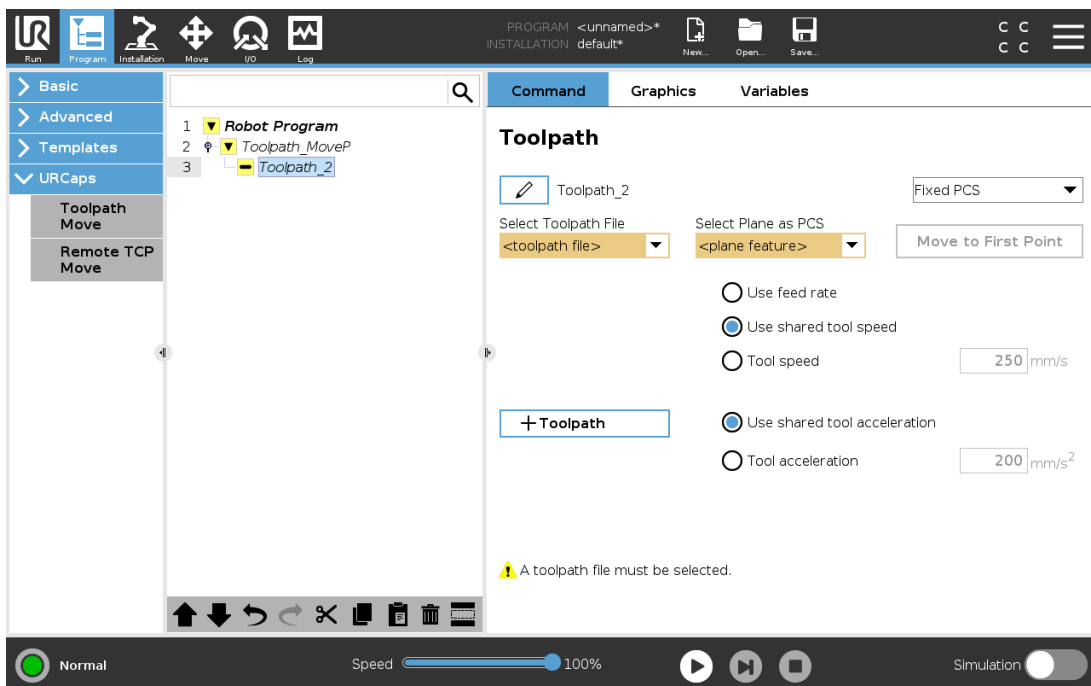 UR
Run
Program
Installation
Move
I/O
Log
PROGRAM <unnamed>*
INSTALLATION default*
New...
Open...
Save...
C C
C C
Basic
Advanced
Templates
URCaps
Toolpath
Move
Remote TCP
Move
1 Robot Program
2 Toolpath_MoveP
3 Toolpath_2
Command Graphics Variables
Toolpath
Toolpath_2
Fixed PCS
Select Toolpath File
<toolpath file>
Select Plane as PCS
<plane feature>
Move to First Point
Use feed rate
Use shared tool speed
Tool speed 250 mm/s
+ Toolpath
Use shared tool acceleration
Tool acceleration 200 mm/s²
A toolpath file must be selected.
Normal
Speed 100%
Simulation